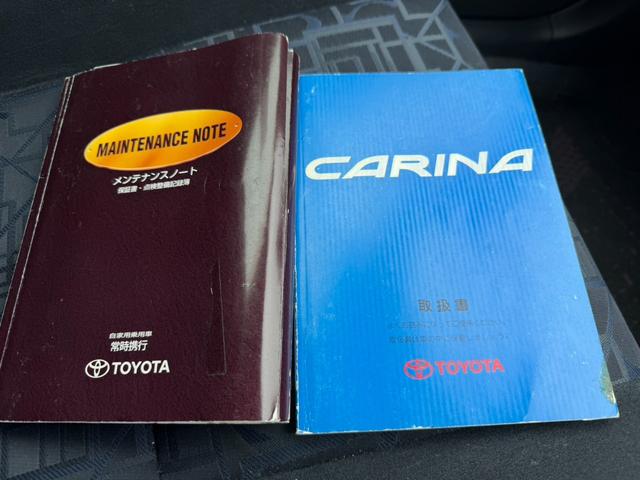 MAINTENANCE NOTE
メンテナンスノート
保証書・点検整備記録簿
自家用乗用車
常時携行
TOYOTA
CARINA
取扱書
TOYOTA